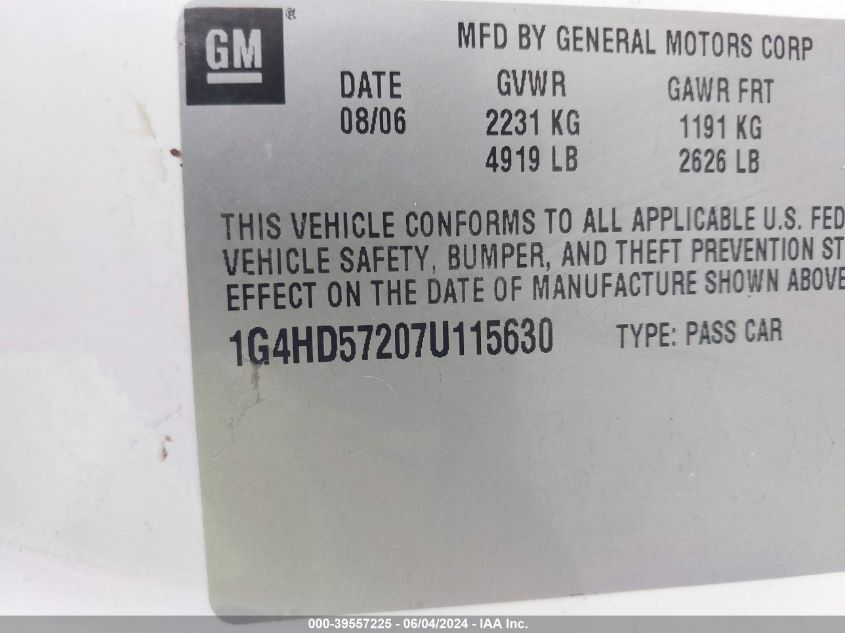 GM ®
MFD BY GENERAL MOTORS CORP
DATE GVWR GAWR FRT
08/06 2231 KG 1191 KG
4919 LB 2626 LB
THIS VEHICLE CONFORMS TO ALL APPLICABLE U.S. FED
VEHICLE SAFETY, BUMPER, AND THEFT PREVENTION ST
EFFECT ON THE DATE OF MANUFACTURE SHOWN ABOVE
1G4HD57207U115630 TYPE: PASS CAR
000-39557225 - 06/04/2024 - IAA Inc.